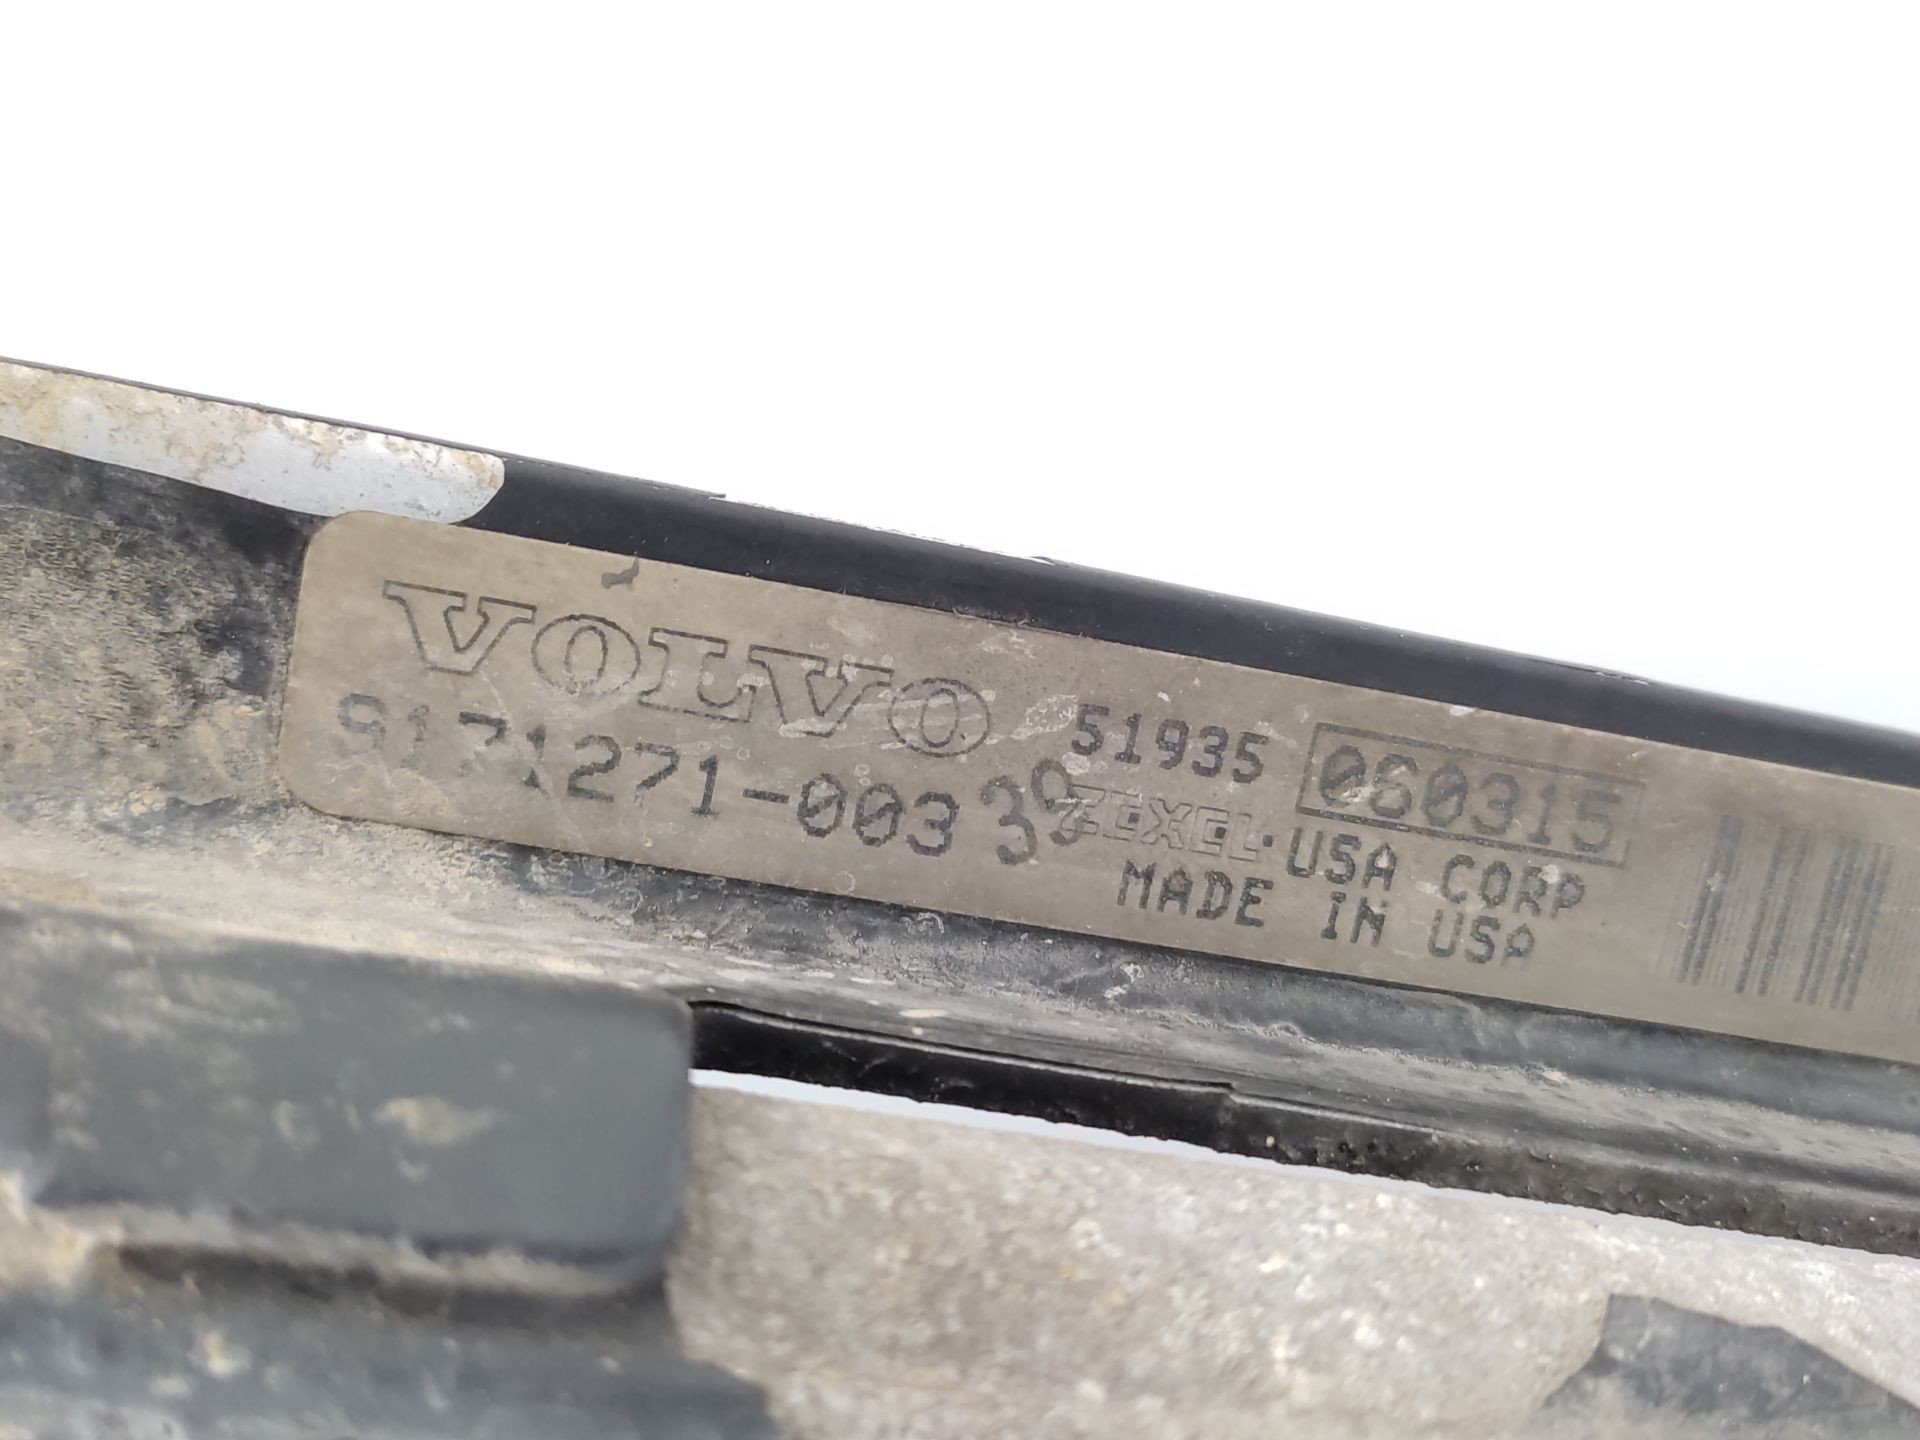 VOLVO
9171271-003 39
51935 060315
ZEXEL USA CORP
MADE IN USA